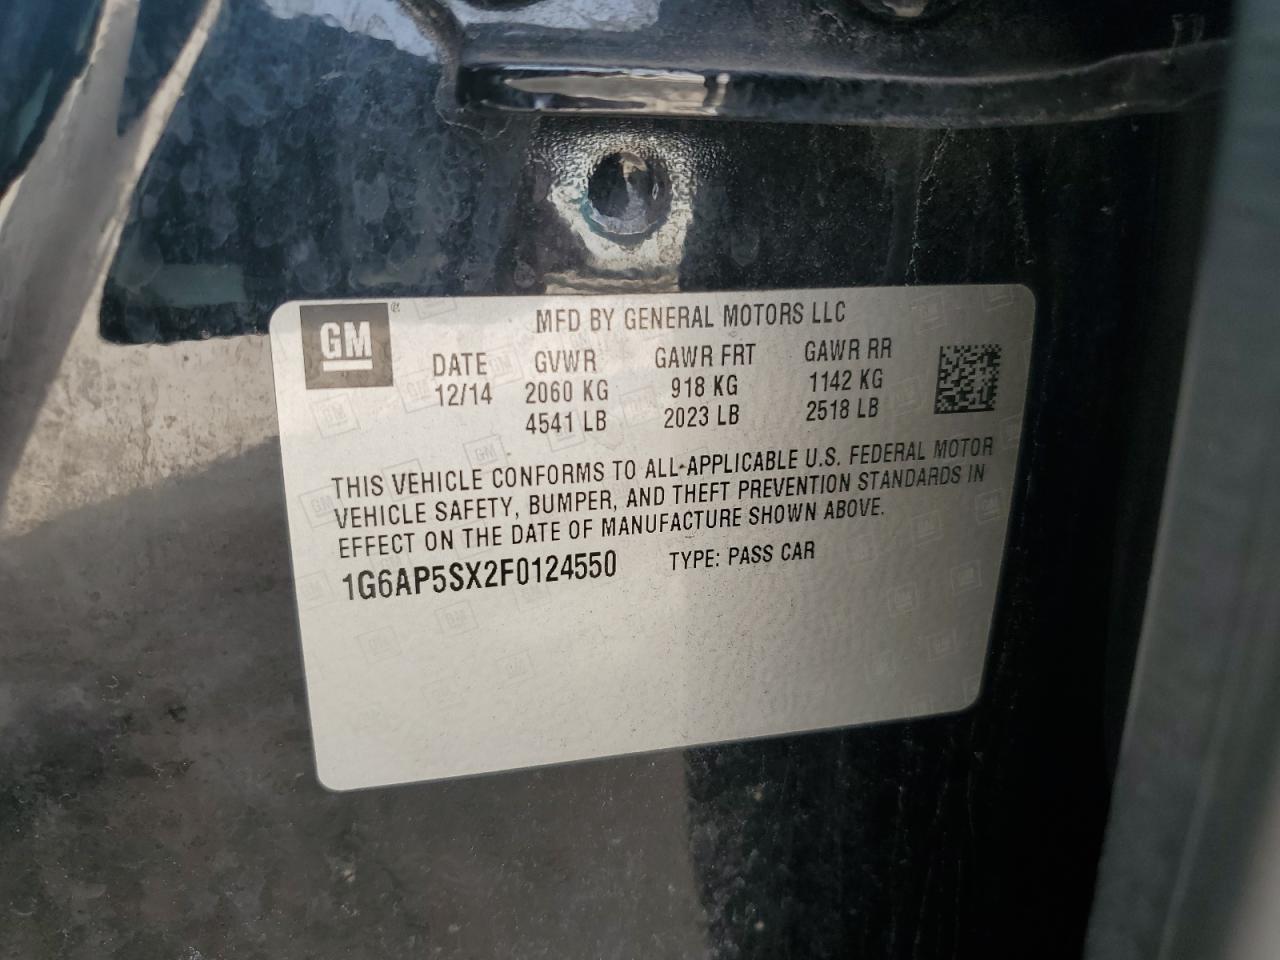 GM
MFD BY GENERAL MOTORS LLC
DATE GVWR GAWR FRT GAWR RR
12/14 2060 KG 918 KG 1142 KG
4541 LB 2023 LB 2518 LB
THIS VEHICLE CONFORMS TO ALL APPLICABLE U.S. FEDERAL MOTOR
VEHICLE SAFETY, BUMPER, AND THEFT PREVENTION STANDARDS IN
EFFECT ON THE DATE OF MANUFACTURE SHOWN ABOVE.
1G6AP5SX2F0124550 TYPE: PASS CAR